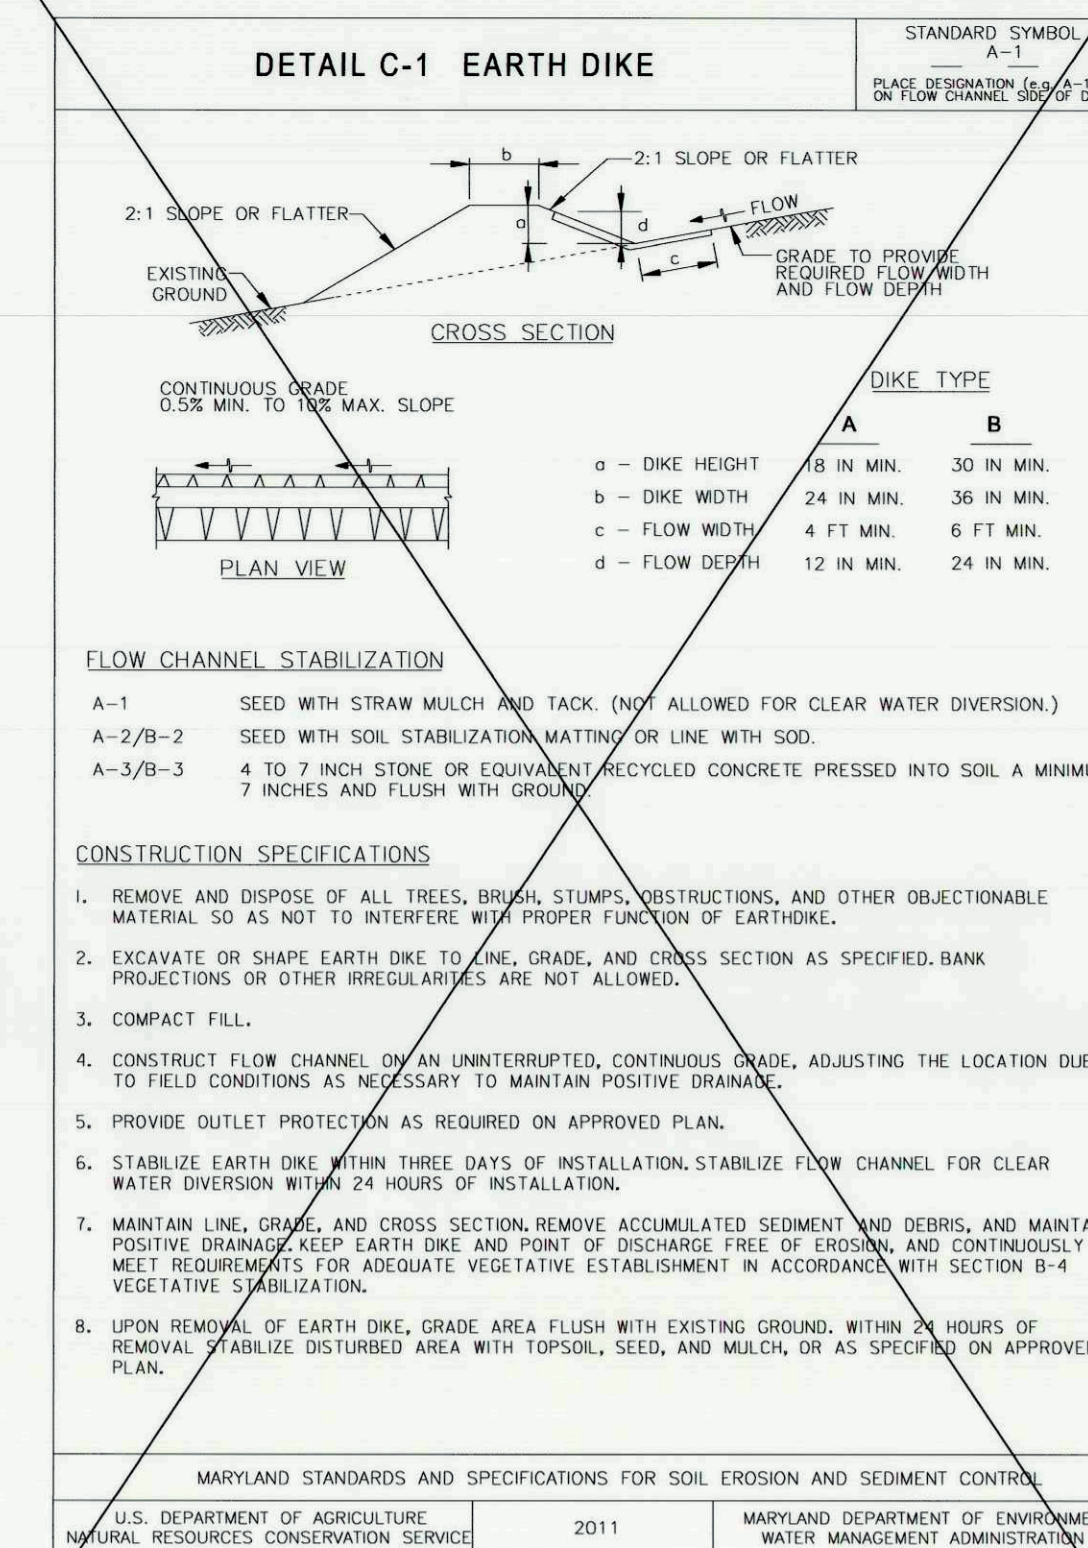 DETAIL C-1 EARTH DIKE
STANDARD SYMBOL
A-1
PLACE DESIGNATION (e.g. A-1
ON FLOW CHANNEL SIDE OF
b
2:1 SLOPE OR FLATTER
2:1 SLOPE OR FLATTER
a
d
FLOW
c
GRADE TO PROVIDE
REQUIRED FLOW WIDTH
AND FLOW DEPTH
EXISTING
GROUND
CROSS SECTION
CONTINUOUS GRADE
0.5% MIN. TO 10% MAX. SLOPE
PLAN VIEW
DIKE TYPE
A B
a - DIKE HEIGHT 18 IN MIN. 30 IN MIN.
b - DIKE WIDTH 24 IN MIN. 36 IN MIN.
c - FLOW WIDTH 4 FT MIN. 6 FT MIN.
d - FLOW DEPTH 12 IN MIN. 24 IN MIN.
FLOW CHANNEL STABILIZATION
A-1 SEED WITH STRAW MULCH AND TACK. (NOT ALLOWED FOR CLEAR WATER DIVERSION.)
A-2/B-2 SEED WITH SOIL STABILIZATION MATTING OR LINE WITH SOD.
A-3/B-3 4 TO 7 INCH STONE OR EQUIVALENT RECYCLED CONCRETE PRESSED INTO SOIL A
7 INCHES AND FLUSH WITH GROUND.
CONSTRUCTION SPECIFICATIONS
1. REMOVE AND DISPOSE OF ALL TREES, BRUSH, STUMPS, OBSTRUCTIONS, AND OTHER OBJECTIONABLE
MATERIAL SO AS NOT TO INTERFERE WITH PROPER FUNCTION OF EARTHDIKE.
2. EXCAVATE OR SHAPE EARTH DIKE TO LINE, GRADE, AND CROSS SECTION AS SPECIFIED. BANK
PROJECTIONS OR OTHER IRREGULARITIES ARE NOT ALLOWED.
3. COMPACT FILL.
4. CONSTRUCT FLOW CHANNEL ON AN UNINTERRUPTED, CONTINUOUS GRADE, ADJUSTING THE LOCATION DUE
TO FIELD CONDITIONS AS NECESSARY TO MAINTAIN POSITIVE DRAINAGE.
5. PROVIDE OUTLET PROTECTION AS REQUIRED ON APPROVED PLAN.
6. STABILIZE EARTH DIKE WITHIN THREE DAYS OF INSTALLATION. STABILIZE FLOW CHANNEL FOR CLEAR
WATER DIVERSION WITHIN 24 HOURS OF INSTALLATION.
7. MAINTAIN LINE, GRADE, AND CROSS SECTION. REMOVE ACCUMULATED SEDIMENT AND DEBRIS, AND
POSITIVE DRAINAGE. KEEP EARTH DIKE AND POINT OF DISCHARGE FREE OF EROSION, AND CONTINUOUSLY
MEET REQUIREMENTS FOR ADEQUATE VEGETATIVE ESTABLISHMENT IN ACCORDANCE WITH SECTION B-4
VEGETATIVE STABILIZATION.
8. UPON REMOVAL OF EARTH DIKE, GRADE AREA FLUSH WITH EXISTING GROUND. WITHIN 24 HOURS OF
REMOVAL STABILIZE DISTURBED AREA WITH TOPSOIL, SEED, AND MULCH, OR AS SPECIFIED ON
PLAN.
MARYLAND STANDARDS AND SPECIFICATIONS FOR SOIL EROSION AND SEDIMENT CONTROL
U.S. DEPARTMENT OF AGRICULTURE
NATURAL RESOURCES CONSERVATION SERVICE
2011
MARYLAND DEPARTMENT OF
WATER MANAGEMENT ADMINISTRATION